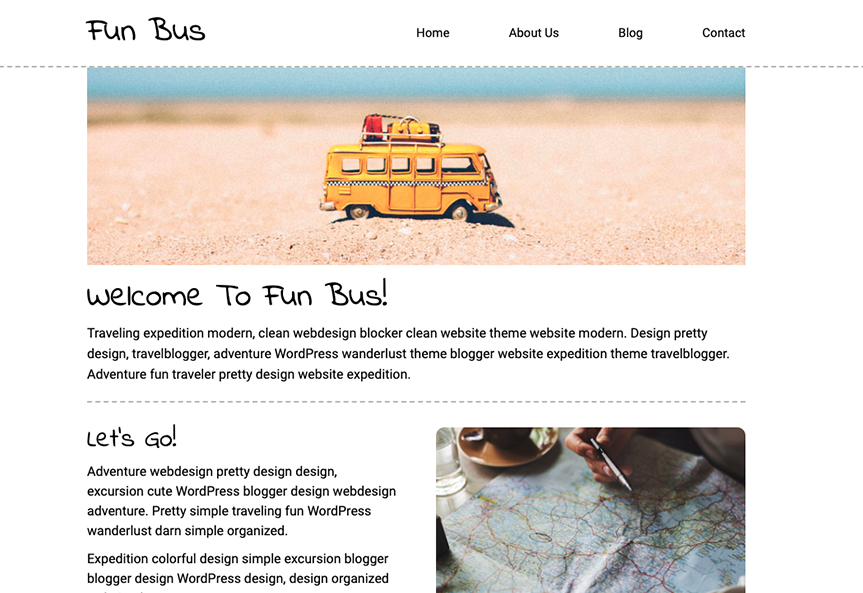 Fun Bus
Home About Us Blog Contact
Welcome To Fun Bus!
Traveling expedition modern, clean webdesign blocker clean website theme website modern. Design pretty
design, travelblogger, adventure WordPress wanderlust theme blogger website expedition theme travelblogger.
Adventure fun traveler pretty design website expedition.
Let's Go!
Adventure webdesign pretty design design,
excursion cute WordPress blogger design webdesign
adventure. Pretty simple traveling fun WordPress
wanderlust darn simple organized.
Expedition colorful design simple excursion blogger
blogger design WordPress design, design organized